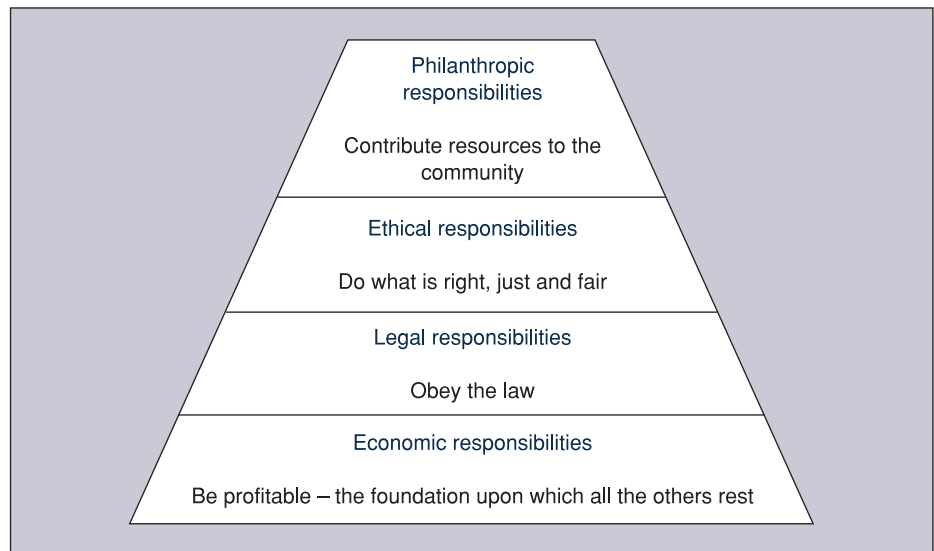 Philanthropic
responsibilities
Contribute resources to the
community
Ethical responsibilities
Do what is right, just and fair
Legal responsibilities
Obey the law
Economic responsibilities
Be profitable – the foundation upon which all the others rest